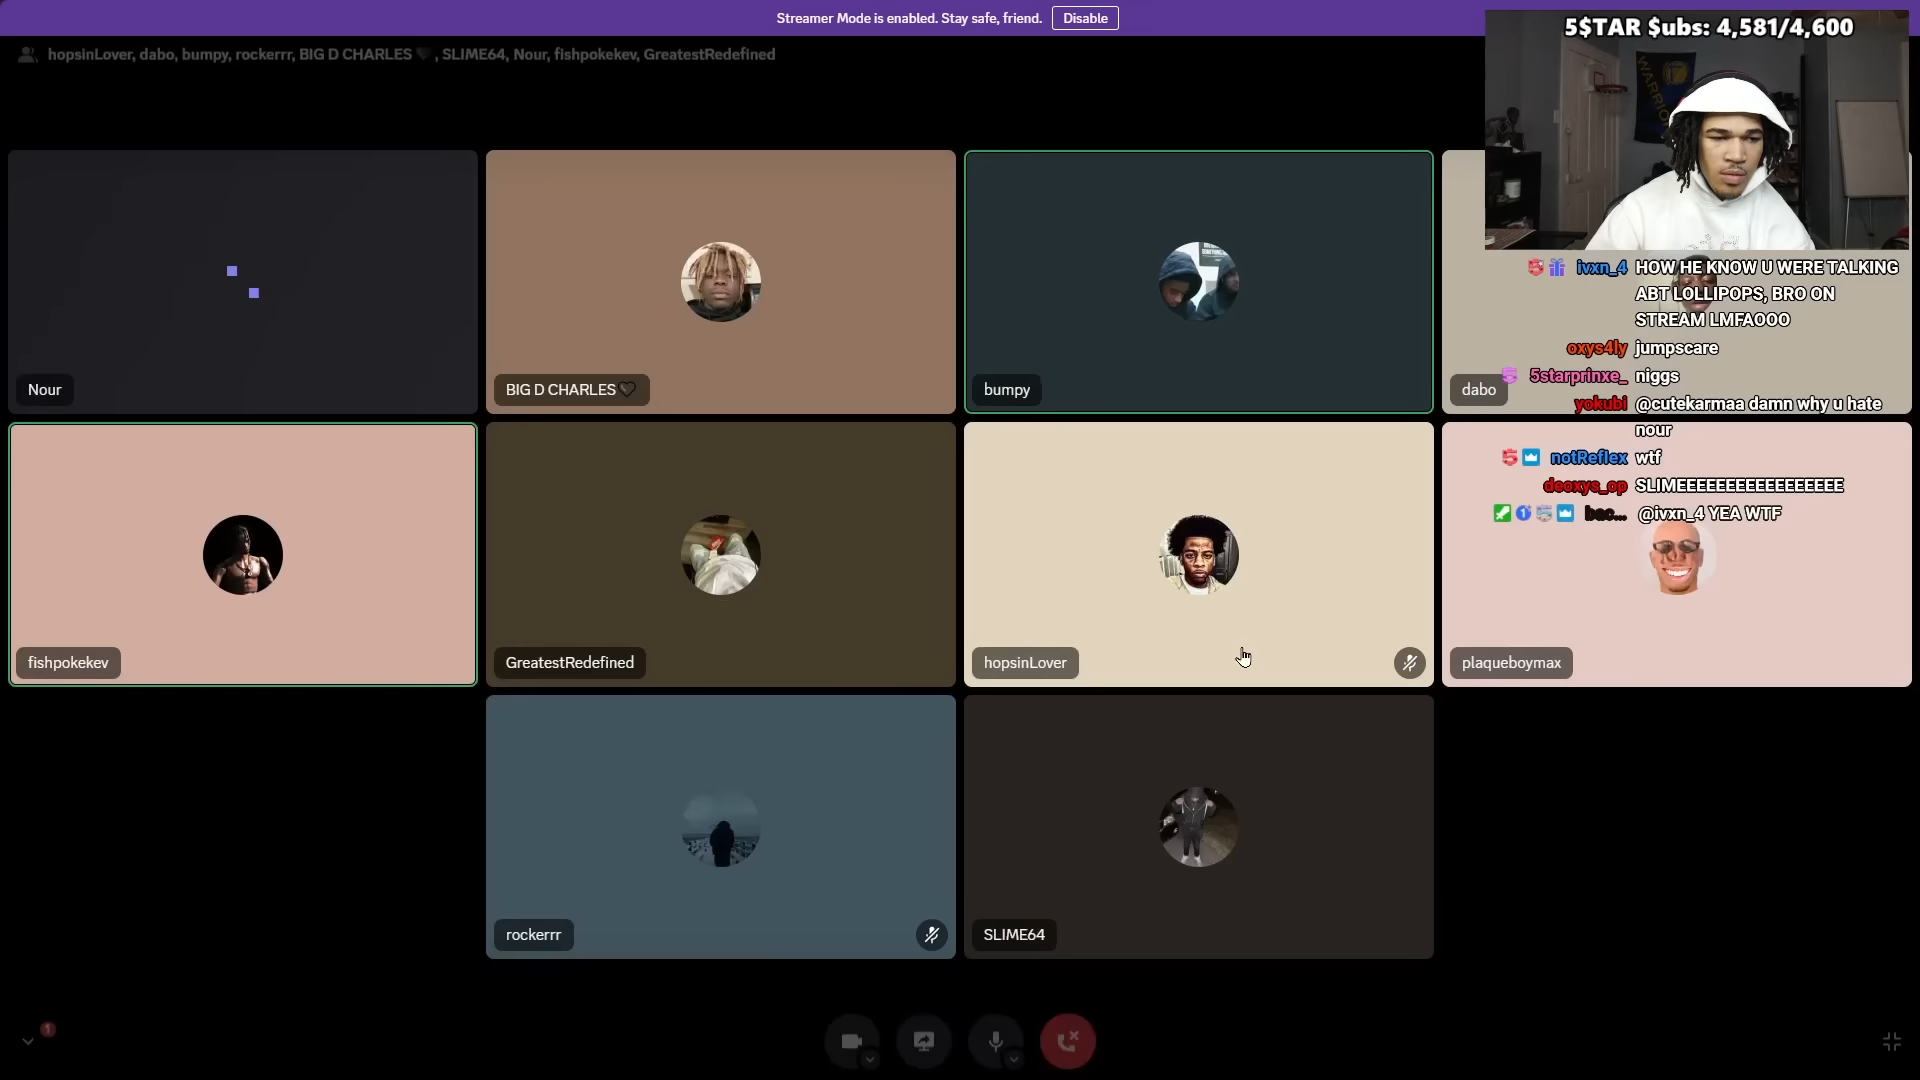 Streamer Mode is enabled. Stay safe, friend. Disable
5$TAR $ubs: 4,581/4,600
hopsinLover, dabo, bumpy, rockerrr, BIG D CHARLES🖤, SLIME64, Nour, fishpokekev, GreatestRedefined
WARRIO
ivxn_4 HOW HE KNOW U WERE TALKING
ABT LOLLIPOPS, BRO ON
STREAM LMFAOOO
oxys4ly jumpscare
5starprinxe_ niggs
yokubi @cutekarmaa damn why u hate
nour
notReflex wtf
deoxys_op SLIMEEEEEEEEEEEEEEEEE
bac... @ivxn_4 YEA WTF
Nour
BIG D CHARLES🖤
bumpy
dabo
fishpokekev
GreatestRedefined
hopsinLover
plaqueboymax
rockerrr
SLIME64
1